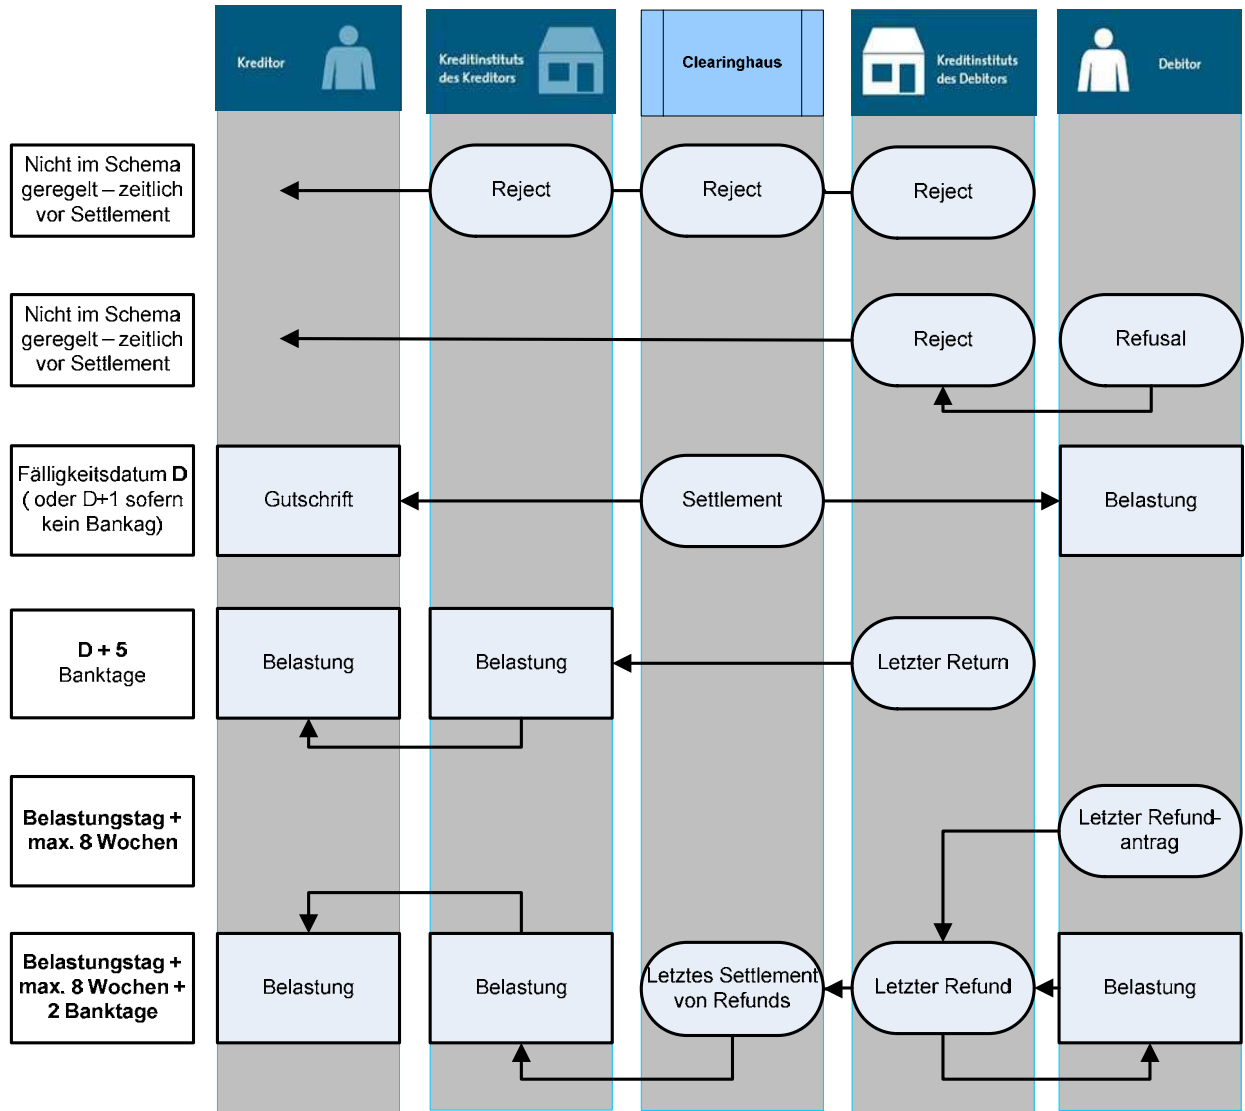 Kreditor
Kreditinstituts
des Kreditors
Clearinghaus
Kreditinstituts
des Debitors
Debitor
Nicht im Schema
geregelt – zeitlich
vor Settlement
Reject
Reject
Reject
Nicht im Schema
geregelt – zeitlich
vor Settlement
Reject
Refusal
Fälligkeitsdatum D
( oder D+1 sofern
kein Bankag)
Gutschrift
Settlement
Belastung
D + 5
Banktage
Belastung
Belastung
Letzter Return
Belastungstag +
max. 8 Wochen
Letzter Refund-
antrag
Belastungstag +
max. 8 Wochen +
2 Banktage
Belastung
Belastung
Letztes Settlement
von Refunds
Letzter Refund
Belastung